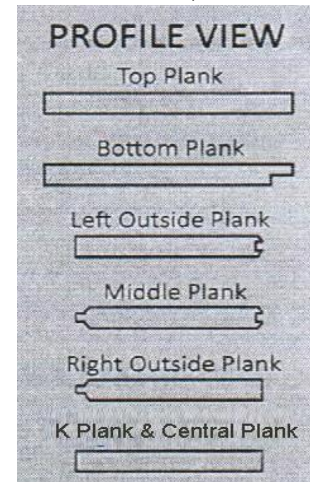 PROFILE VIEW
Top Plank
Bottom Plank
Left Outside Plank
Middle Plank
Right Outside Plank
K Plank & Central Plank